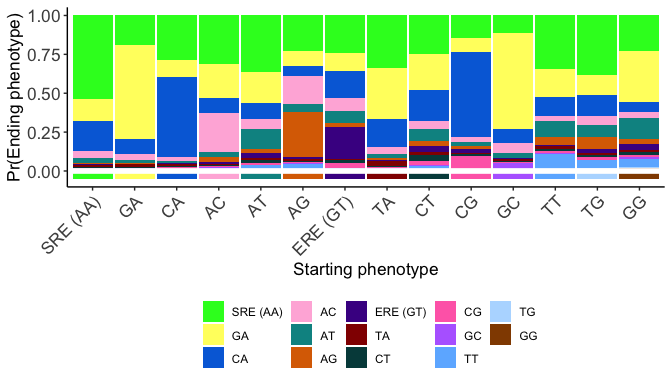 Pr(Ending phenotype)
1.00
0.75
0.50
0.25
0.00
SRE (AA)
GA
CA
AC
AT
AG
ERE (GT)
TA
CT
CG
GC
TT
TG
GG
Starting phenotype
SRE (AA) AC ERE (GT) CG TG
GA AT TA GC GG
CA AG CT TT